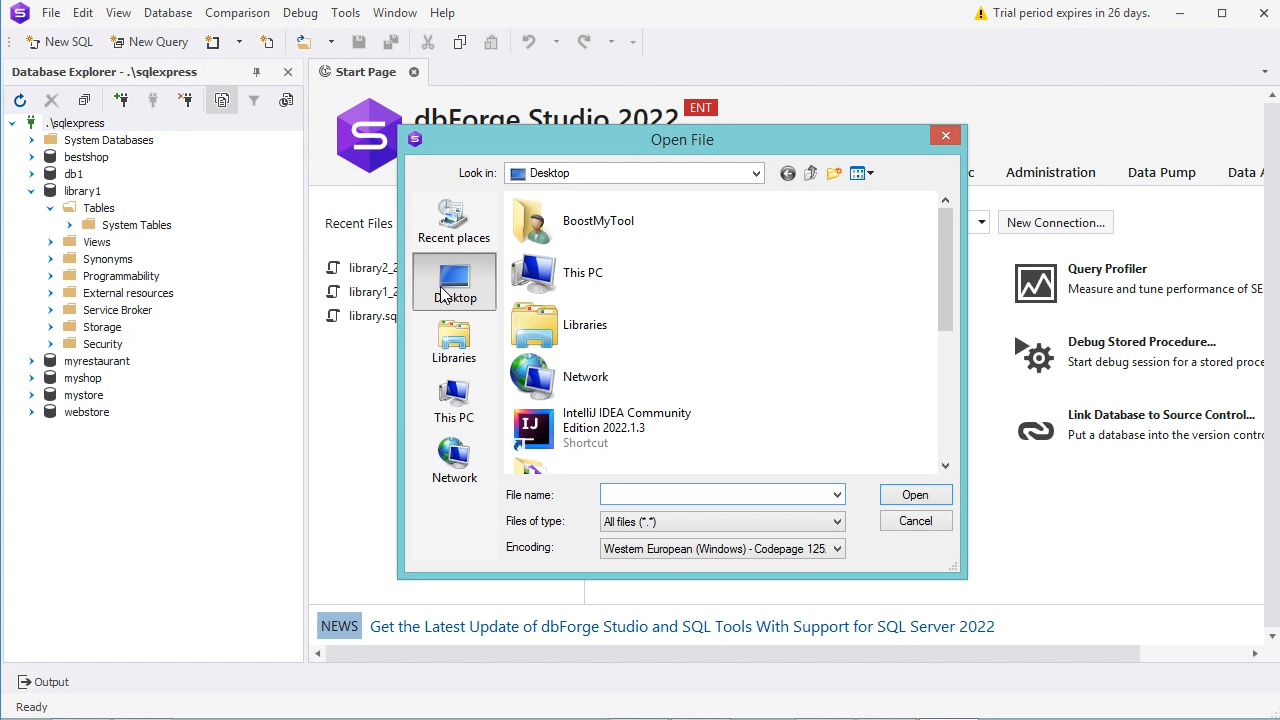 File Edit View Database Comparison Debug Tools Window Help
Trial period expires in 26 days.
New SQL New Query
Database Explorer - .\sqlexpress
Start Page
.\sqlexpress
System Databases
bestshop
db1
library1
Tables
System Tables
Views
Synonyms
Programmability
External resources
Service Broker
Storage
Security
myrestaurant
myshop
mystore
webstore
dbForge Studio 2022 ENT
Administration Data Pump Data
Recent Files
library2_2
library1_2
library.sq
New Connection...
Query Profiler
Measure and tune performance of SE
Debug Stored Procedure...
Start debug session for a stored proce
Link Database to Source Control...
Put a database into the version contr
Open File
Look in: Desktop
Recent places
Desktop
Libraries
This PC
Network
BoostMyTool
This PC
Libraries
Network
IntelliJ IDEA Community
Edition 2022.1.3
Shortcut
File name:
Open
Files of type: All files (*.*)
Cancel
Encoding: Western European (Windows) - Codepage 125
NEWS Get the Latest Update of dbForge Studio and SQL Tools With Support for SQL Server 2022
Output
Ready